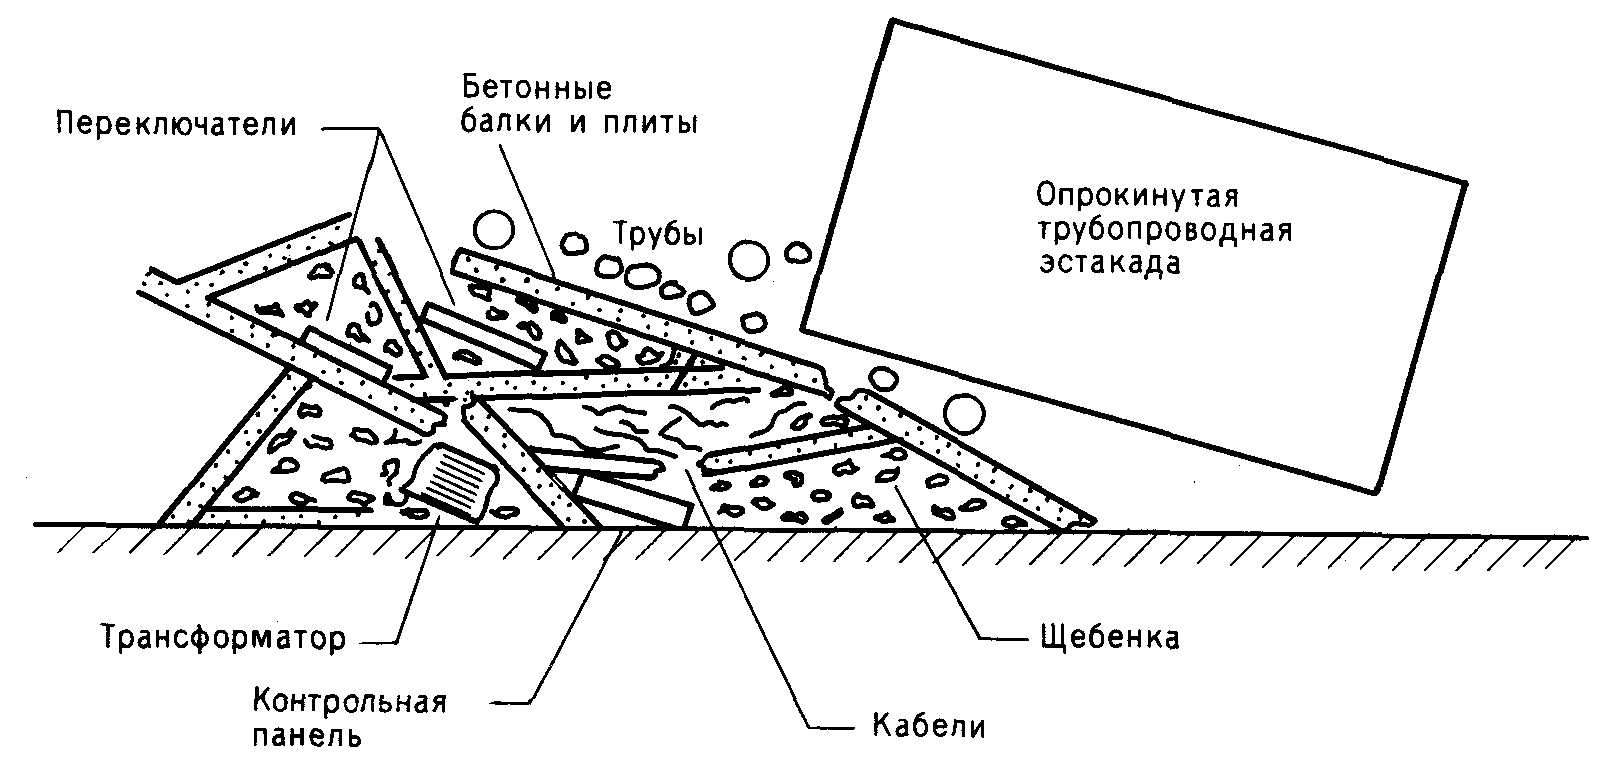 Бетонные
балки и плиты
Переключатели
Опрокинутая
трубопроводная
эстакада
Трубы
Трансформатор
Щебенка
Контрольная
панель
Кабели